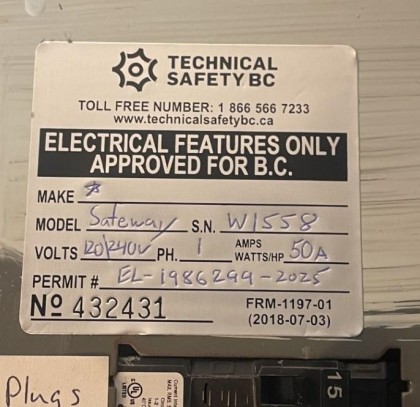 TECHNICAL
SAFETY BC
TOLL FREE NUMBER: 1 866 566 7233
www.technicalsafetybc.ca
ELECTRICAL FEATURES ONLY
APPROVED FOR B.C.
MAKE *
MODEL Safeway S.N. W1558
VOLTS 120/240V PH. 1 AMPS WATTS/HP 50A
PERMIT # EL-1986299-2025
No 432431 FRM-1197-01
(2018-07-03)
Plugs
15